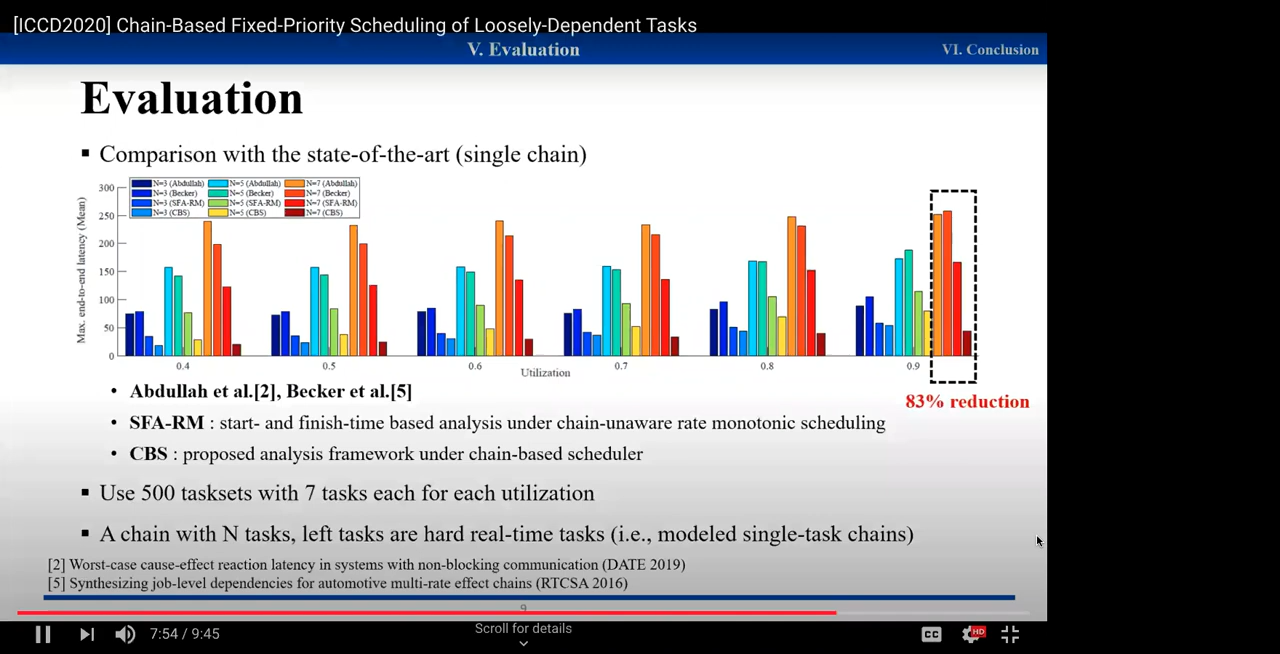 [ICCD2020] Chain-Based Fixed-Priority Scheduling of Loosely-Dependent Tasks
V. Evaluation
VI. Conclusion
Evaluation
▪ Comparison with the state-of-the-art (single chain)
N=3 (Abdullah) N=5 (Abdullah) N=7 (Abdullah)
N=3 (Becker) N=5 (Becker) N=7 (Becker)
N=3 (SFA-RM) N=5 (SFA-RM) N=7 (SFA-RM)
N=3 (CBS) N=5 (CBS) N=7 (CBS)
Max. end-to-end latency (Mean)
300
250
200
150
100
50
0
0.4 0.5 0.6 0.7 0.8 0.9
Utilization
83% reduction
• Abdullah et al.[2], Becker et al.[5]
• SFA-RM : start- and finish-time based analysis under chain-unaware rate monotonic scheduling
• CBS : proposed analysis framework under chain-based scheduler
▪ Use 500 tasksets with 7 tasks each for each utilization
▪ A chain with N tasks, left tasks are hard real-time tasks (i.e., modeled single-task chains)
[2] Worst-case cause-effect reaction latency in systems with non-blocking communication (DATE 2019)
[5] Synthesizing job-level dependencies for automotive multi-rate effect chains (RTCSA 2016)
9
7:54 / 9:45
Scroll for details
CC
HD